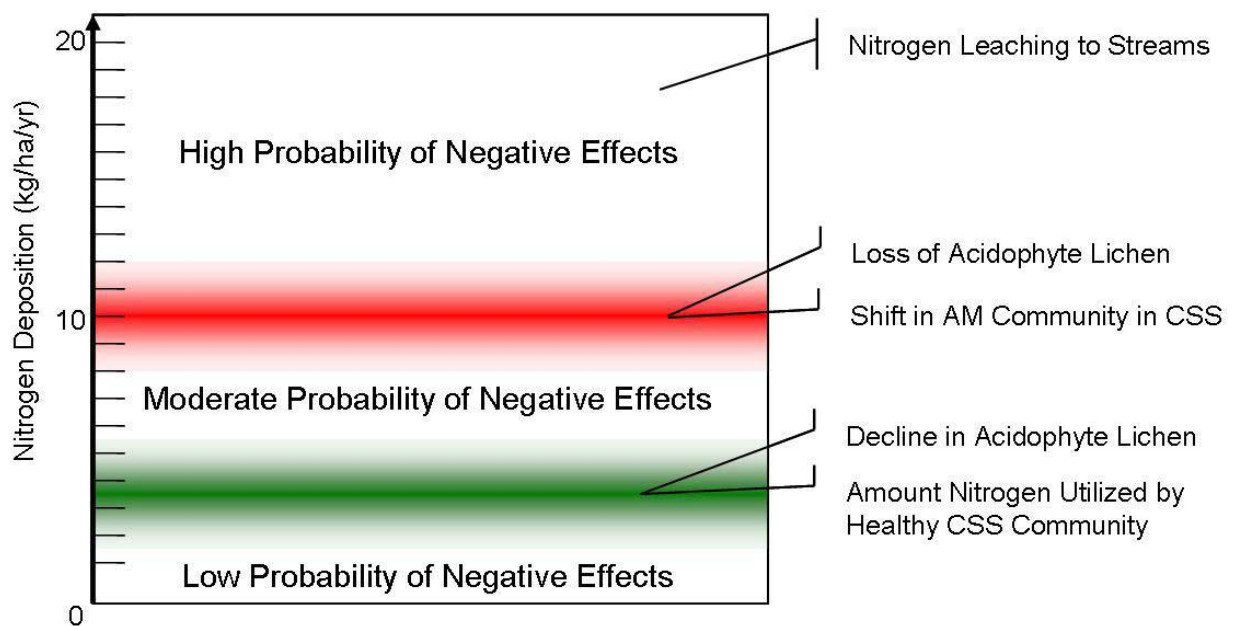 20
Nitrogen Leaching to Streams
High Probability of Negative Effects
Nitrogen Deposition (kg/ha/yr)
Loss of Acidophyte Lichen
10
Shift in AM Community in CSS
Moderate Probability of Negative Effects
Decline in Acidophyte Lichen
Amount Nitrogen Utilized by
Healthy CSS Community
Low Probability of Negative Effects
0